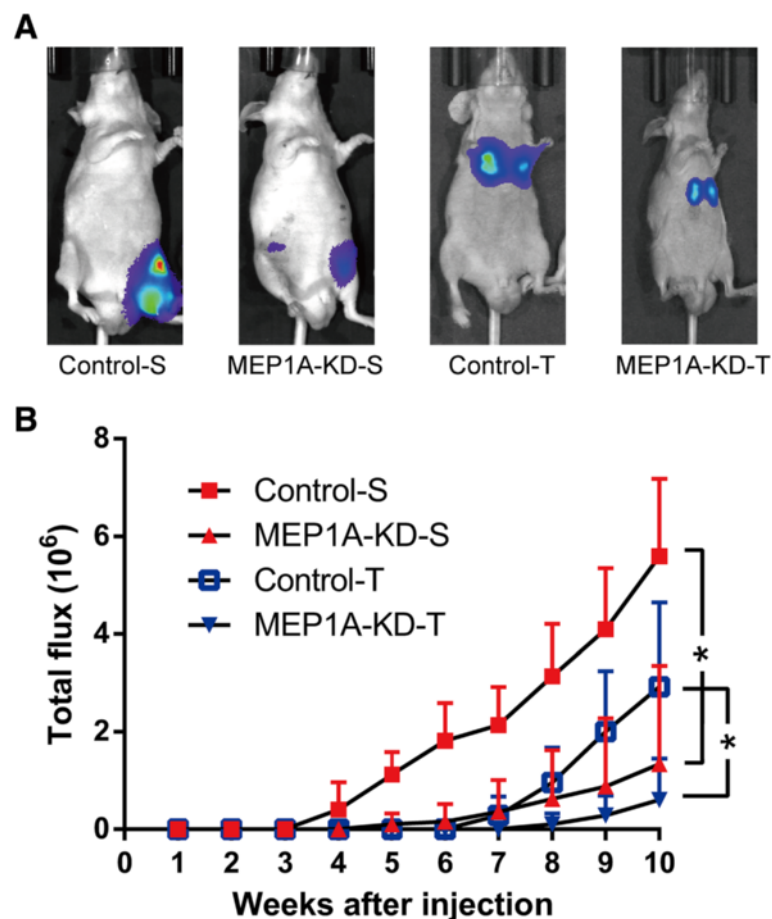 A
Control-S
MEP1A-KD-S
Control-T
MEP1A-KD-T
B
Total flux (10⁶)
8
6
4
2
0
Control-S
MEP1A-KD-S
Control-T
MEP1A-KD-T
*
*
0 1 2 3 4 5 6 7 8 9 10
Weeks after injection